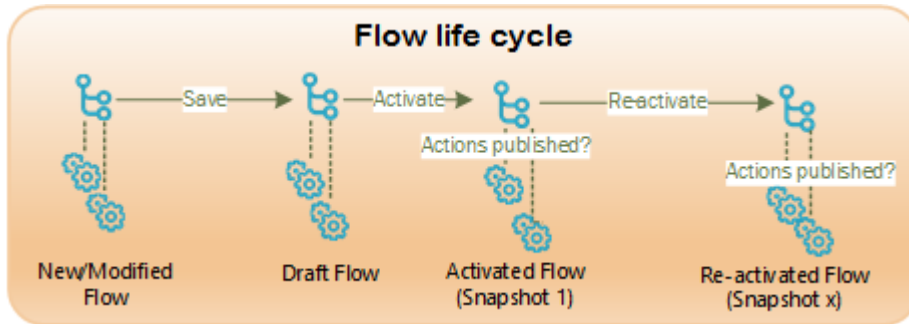 Flow life cycle
Save
Activate
Re-activate
Actions published?
Actions published?
New/Modified
Flow
Draft Flow
Activated Flow
(Snapshot 1)
Re-activated Flow
(Snapshot x)